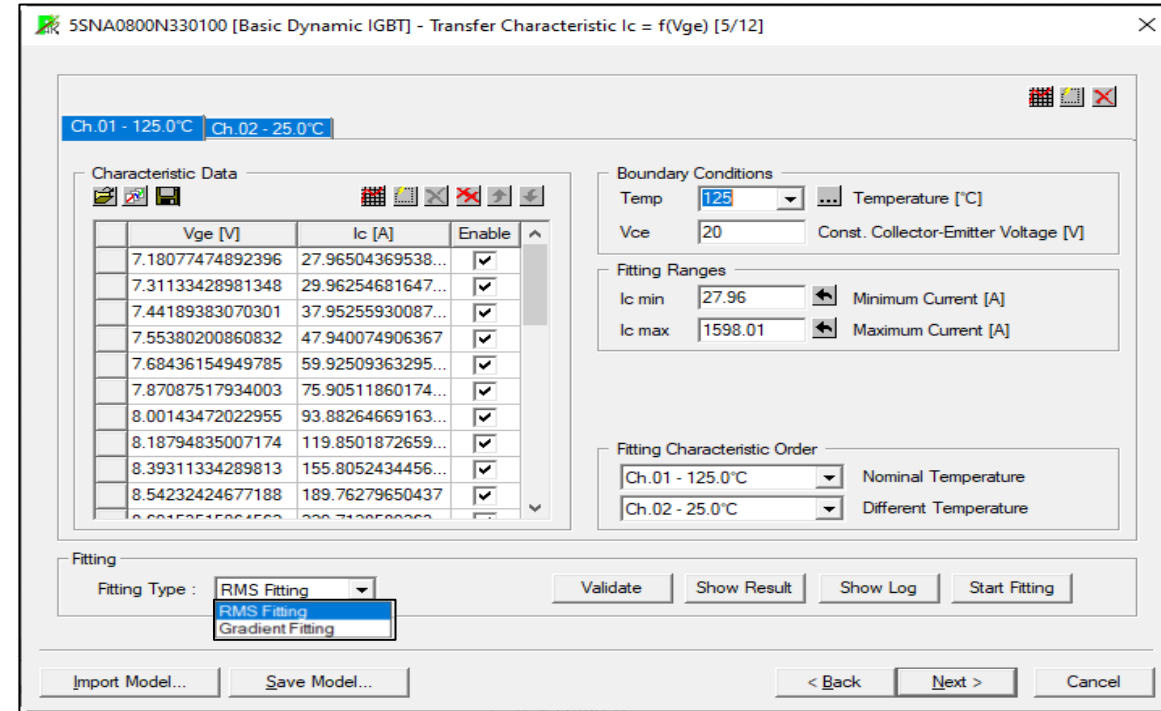 5SNA0800N330100 [Basic Dynamic IGBT] - Transfer Characteristic Ic = f(Vge) [5/12]
Ch.01 - 125.0°C Ch.02 - 25.0°C
Characteristic Data
Vge [V] Ic [A] Enable
7.18077474892396 27.96504369538...
7.31133428981348 29.96254681647...
7.44189383070301 37.95255930087...
7.55380200860832 47.940074906367
7.68436154949785 59.92509363295...
7.87087517934003 75.90511860174...
8.00143472022955 93.88264669163...
8.18794835007174 119.8501872659...
8.39311334289813 155.8052434456...
8.54232424677188 189.76279650437
Boundary Conditions
Temp 125 ... Temperature [°C]
Vce 20 Const. Collector-Emitter Voltage [V]
Fitting Ranges
Ic min 27.96 Minimum Current [A]
Ic max 1598.01 Maximum Current [A]
Fitting Characteristic Order
Ch.01 - 125.0°C Nominal Temperature
Ch.02 - 25.0°C Different Temperature
Fitting
Fitting Type : RMS Fitting Validate Show Result Show Log Start Fitting
RMS Fitting
Gradient Fitting
Import Model... Save Model... < Back Next > Cancel